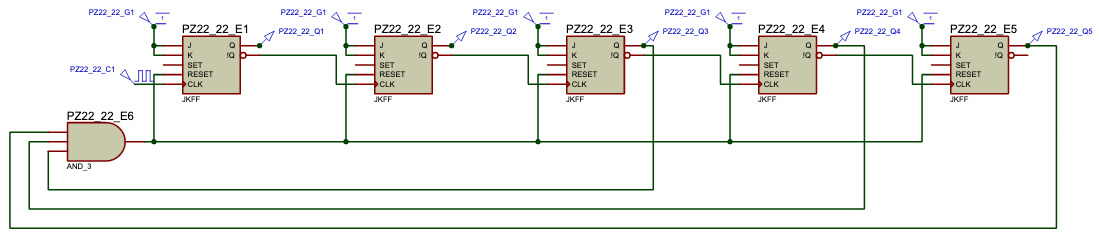 PZ22_22_G1
PZ22_22_G1
PZ22_22_G1
PZ22_22_G1
PZ22_22_G1
PZ22_22_E1
PZ22_22_E2
PZ22_22_E3
PZ22_22_E4
PZ22_22_E5
PZ22_22_Q1
PZ22_22_Q2
PZ22_22_Q3
PZ22_22_Q4
PZ22_22_Q5
J Q
K !Q
SET
RESET
CLK
JKFF
J Q
K !Q
SET
RESET
CLK
JKFF
J Q
K !Q
SET
RESET
CLK
JKFF
J Q
K !Q
SET
RESET
CLK
JKFF
J Q
K !Q
SET
RESET
CLK
JKFF
PZ22_22_C1
PZ22_22_E6
AND_3